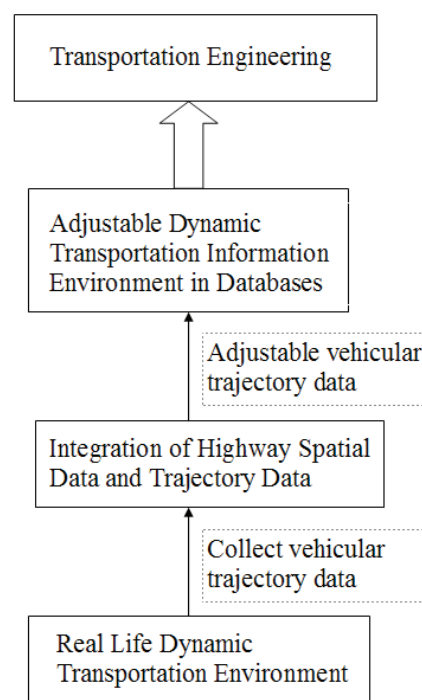 Transportation Engineering
Adjustable Dynamic
Transportation Information
Environment in Databases
Adjustable vehicular
trajectory data
Integration of Highway Spatial
Data and Trajectory Data
Collect vehicular
trajectory data
Real Life Dynamic
Transportation Environment